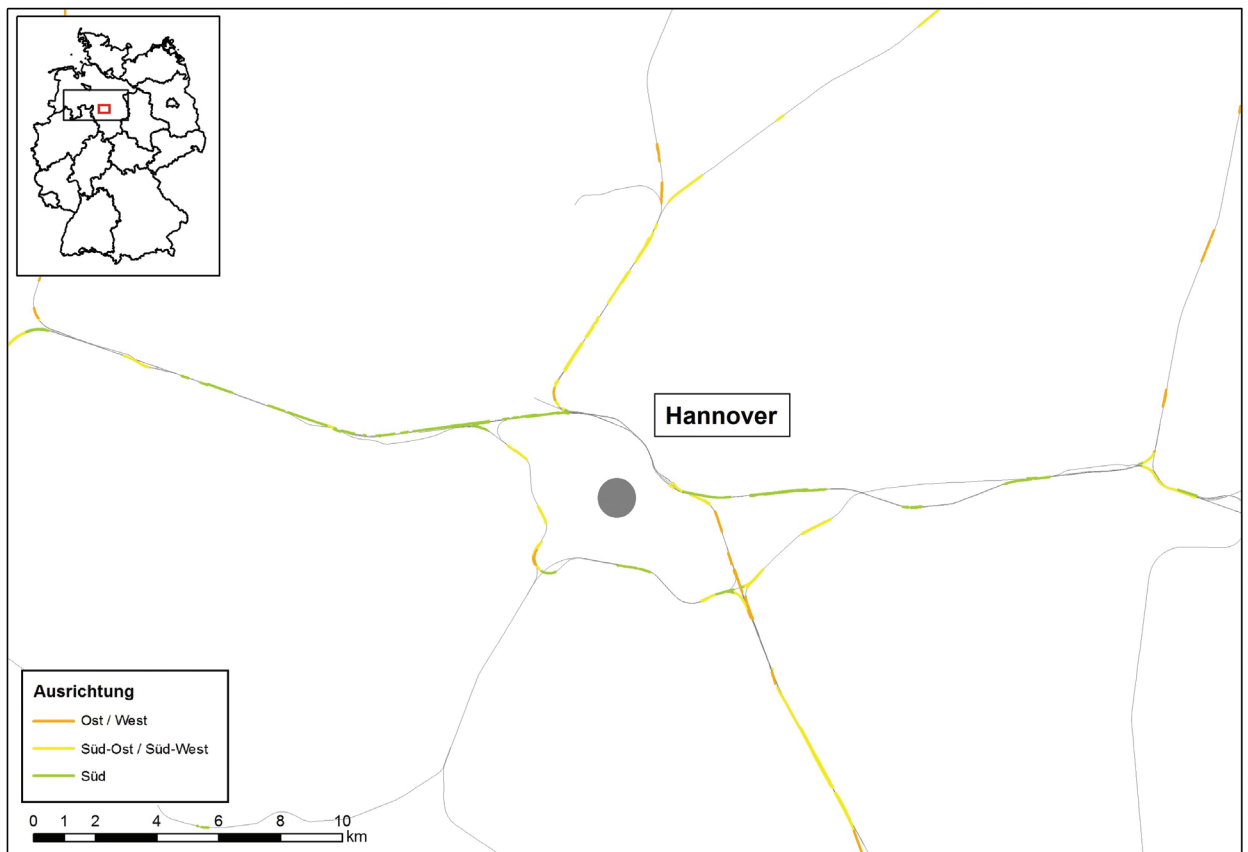 Hannover
Ausrichtung
Ost / West
Süd-Ost / Süd-West
Süd
0 1 2 4 6 8 10
km